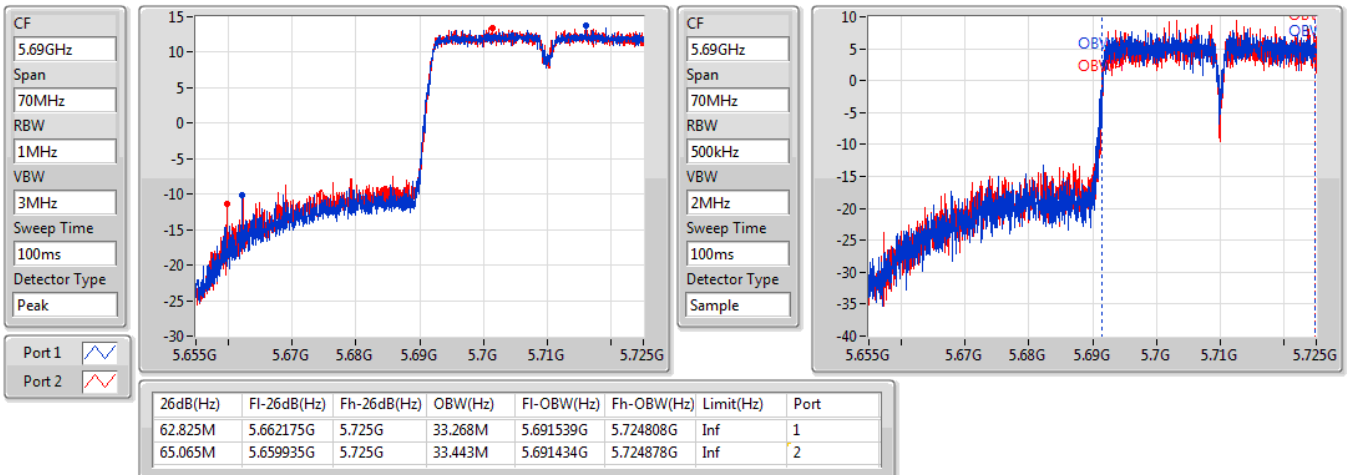 CF
5.69GHz
Span
70MHz
RBW
1MHz
VBW
3MHz
Sweep Time
100ms
Detector Type
Peak
Port 1
Port 2
15
10
5
0
-5
-10
-15
-20
-25
-30
5.655G 5.67G 5.68G 5.69G 5.7G 5.71G 5.725G
CF
5.69GHz
Span
70MHz
RBW
500kHz
VBW
2MHz
Sweep Time
100ms
Detector Type
Sample
10
5
0
-5
-10
-15
-20
-25
-30
-35
-40
OBW
OBW
OBW
OBW
5.655G 5.67G 5.68G 5.69G 5.7G 5.71G 5.725G
26dB(Hz) Fl-26dB(Hz) Fh-26dB(Hz) OBW(Hz) Fl-OBW(Hz) Fh-OBW(Hz) Limit(Hz) Port
62.825M 5.662175G 5.725G 33.268M 5.691539G 5.724808G Inf 1
65.065M 5.659935G 5.725G 33.443M 5.691434G 5.724878G Inf 2